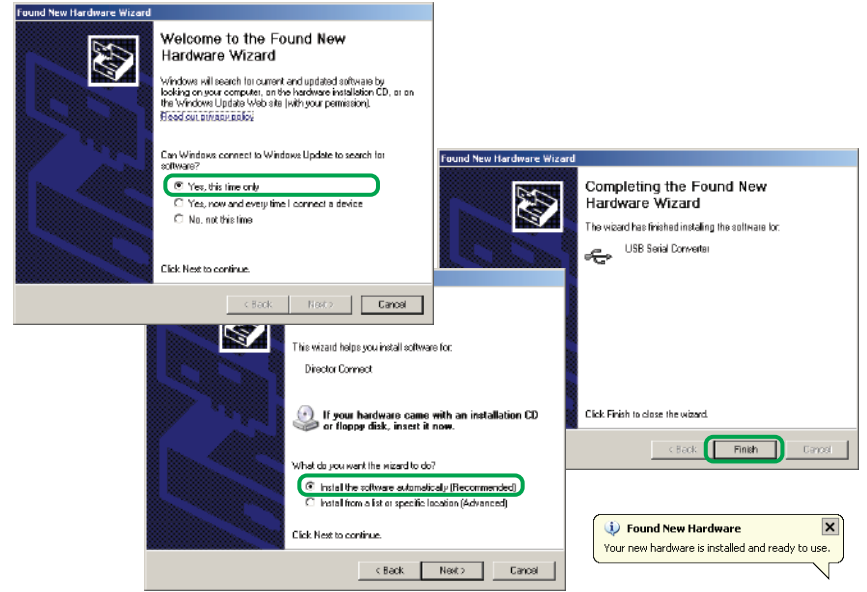 Found New Hardware Wizard
Welcome to the Found New
Hardware Wizard
Windows will search for current and updated software by
looking on your computer, on the hardware installation CD, or on
the Windows Update Web site (with your permission).
Read our privacy policy
Can Windows connect to Windows Update to search for
software?
Yes, this time only
Yes, now and every time I connect a device
No, not this time
Click Next to continue.
< Back
Next >
Cancel
This wizard helps you install software for:
Director Connect
If your hardware came with an installation CD
or floppy disk, insert it now.
What do you want the wizard to do?
Install the software automatically (Recommended)
Install from a list or specific location (Advanced)
Click Next to continue.
< Back
Next >
Cancel
Found New Hardware Wizard
Completing the Found New
Hardware Wizard
The wizard has finished installing the software for:
USB Serial Converter
Click Finish to close the wizard.
< Back
Finish
Cancel
Found New Hardware
Your new hardware is installed and ready to use.